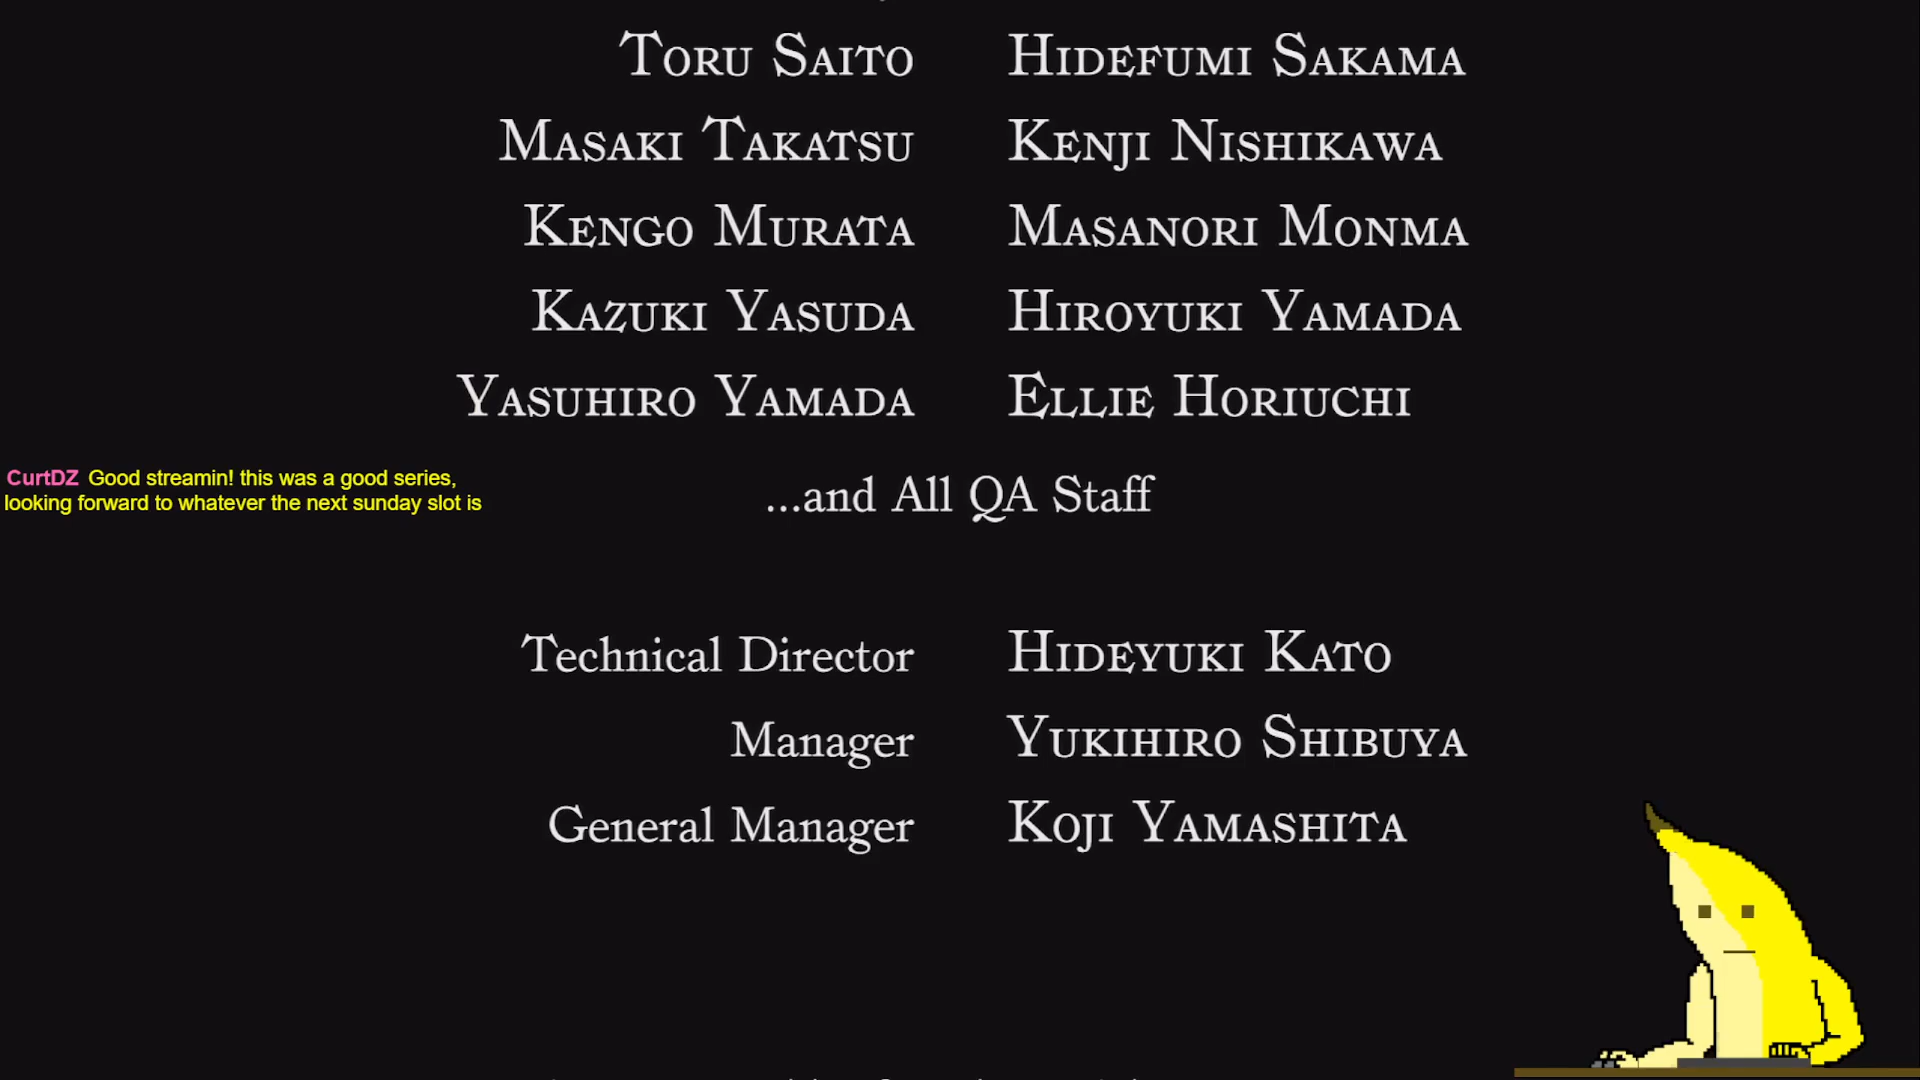 Toru Saito Hidefumi Sakama
Masaki Takatsu Kenji Nishikawa
Kengo Murata Masanori Monma
Kazuki Yasuda Hiroyuki Yamada
Yasuhiro Yamada Ellie Horiuchi
CurtDZ Good streamin! this was a good series,
looking forward to whatever the next sunday slot is
...and All QA Staff
Technical Director Hideyuki Kato
Manager Yukihiro Shibuya
General Manager Koji Yamashita